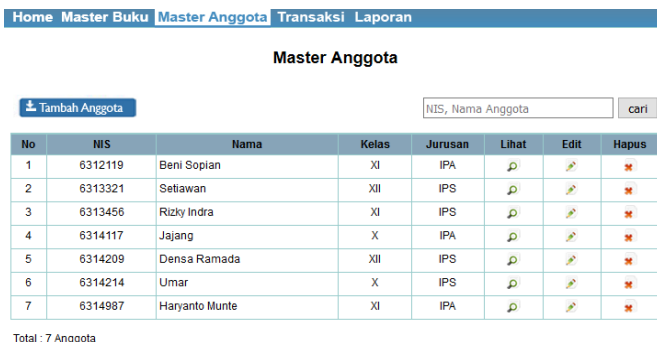 Home Master Buku Master Anggota Transaksi Laporan
Master Anggota
Tambah Anggota NIS, Nama Anggota cari
No NIS Nama Kelas Jurusan Lihat Edit Hapus
1 6312119 Beni Sopian XI IPA
2 6313321 Setiawan XII IPS
3 6313456 Rizky Indra XI IPS
4 6314117 Jajang X IPA
5 6314209 Densa Ramada XII IPS
6 6314214 Umar X IPS
7 6314987 Haryanto Munte XI IPA
Total : 7 Anggota